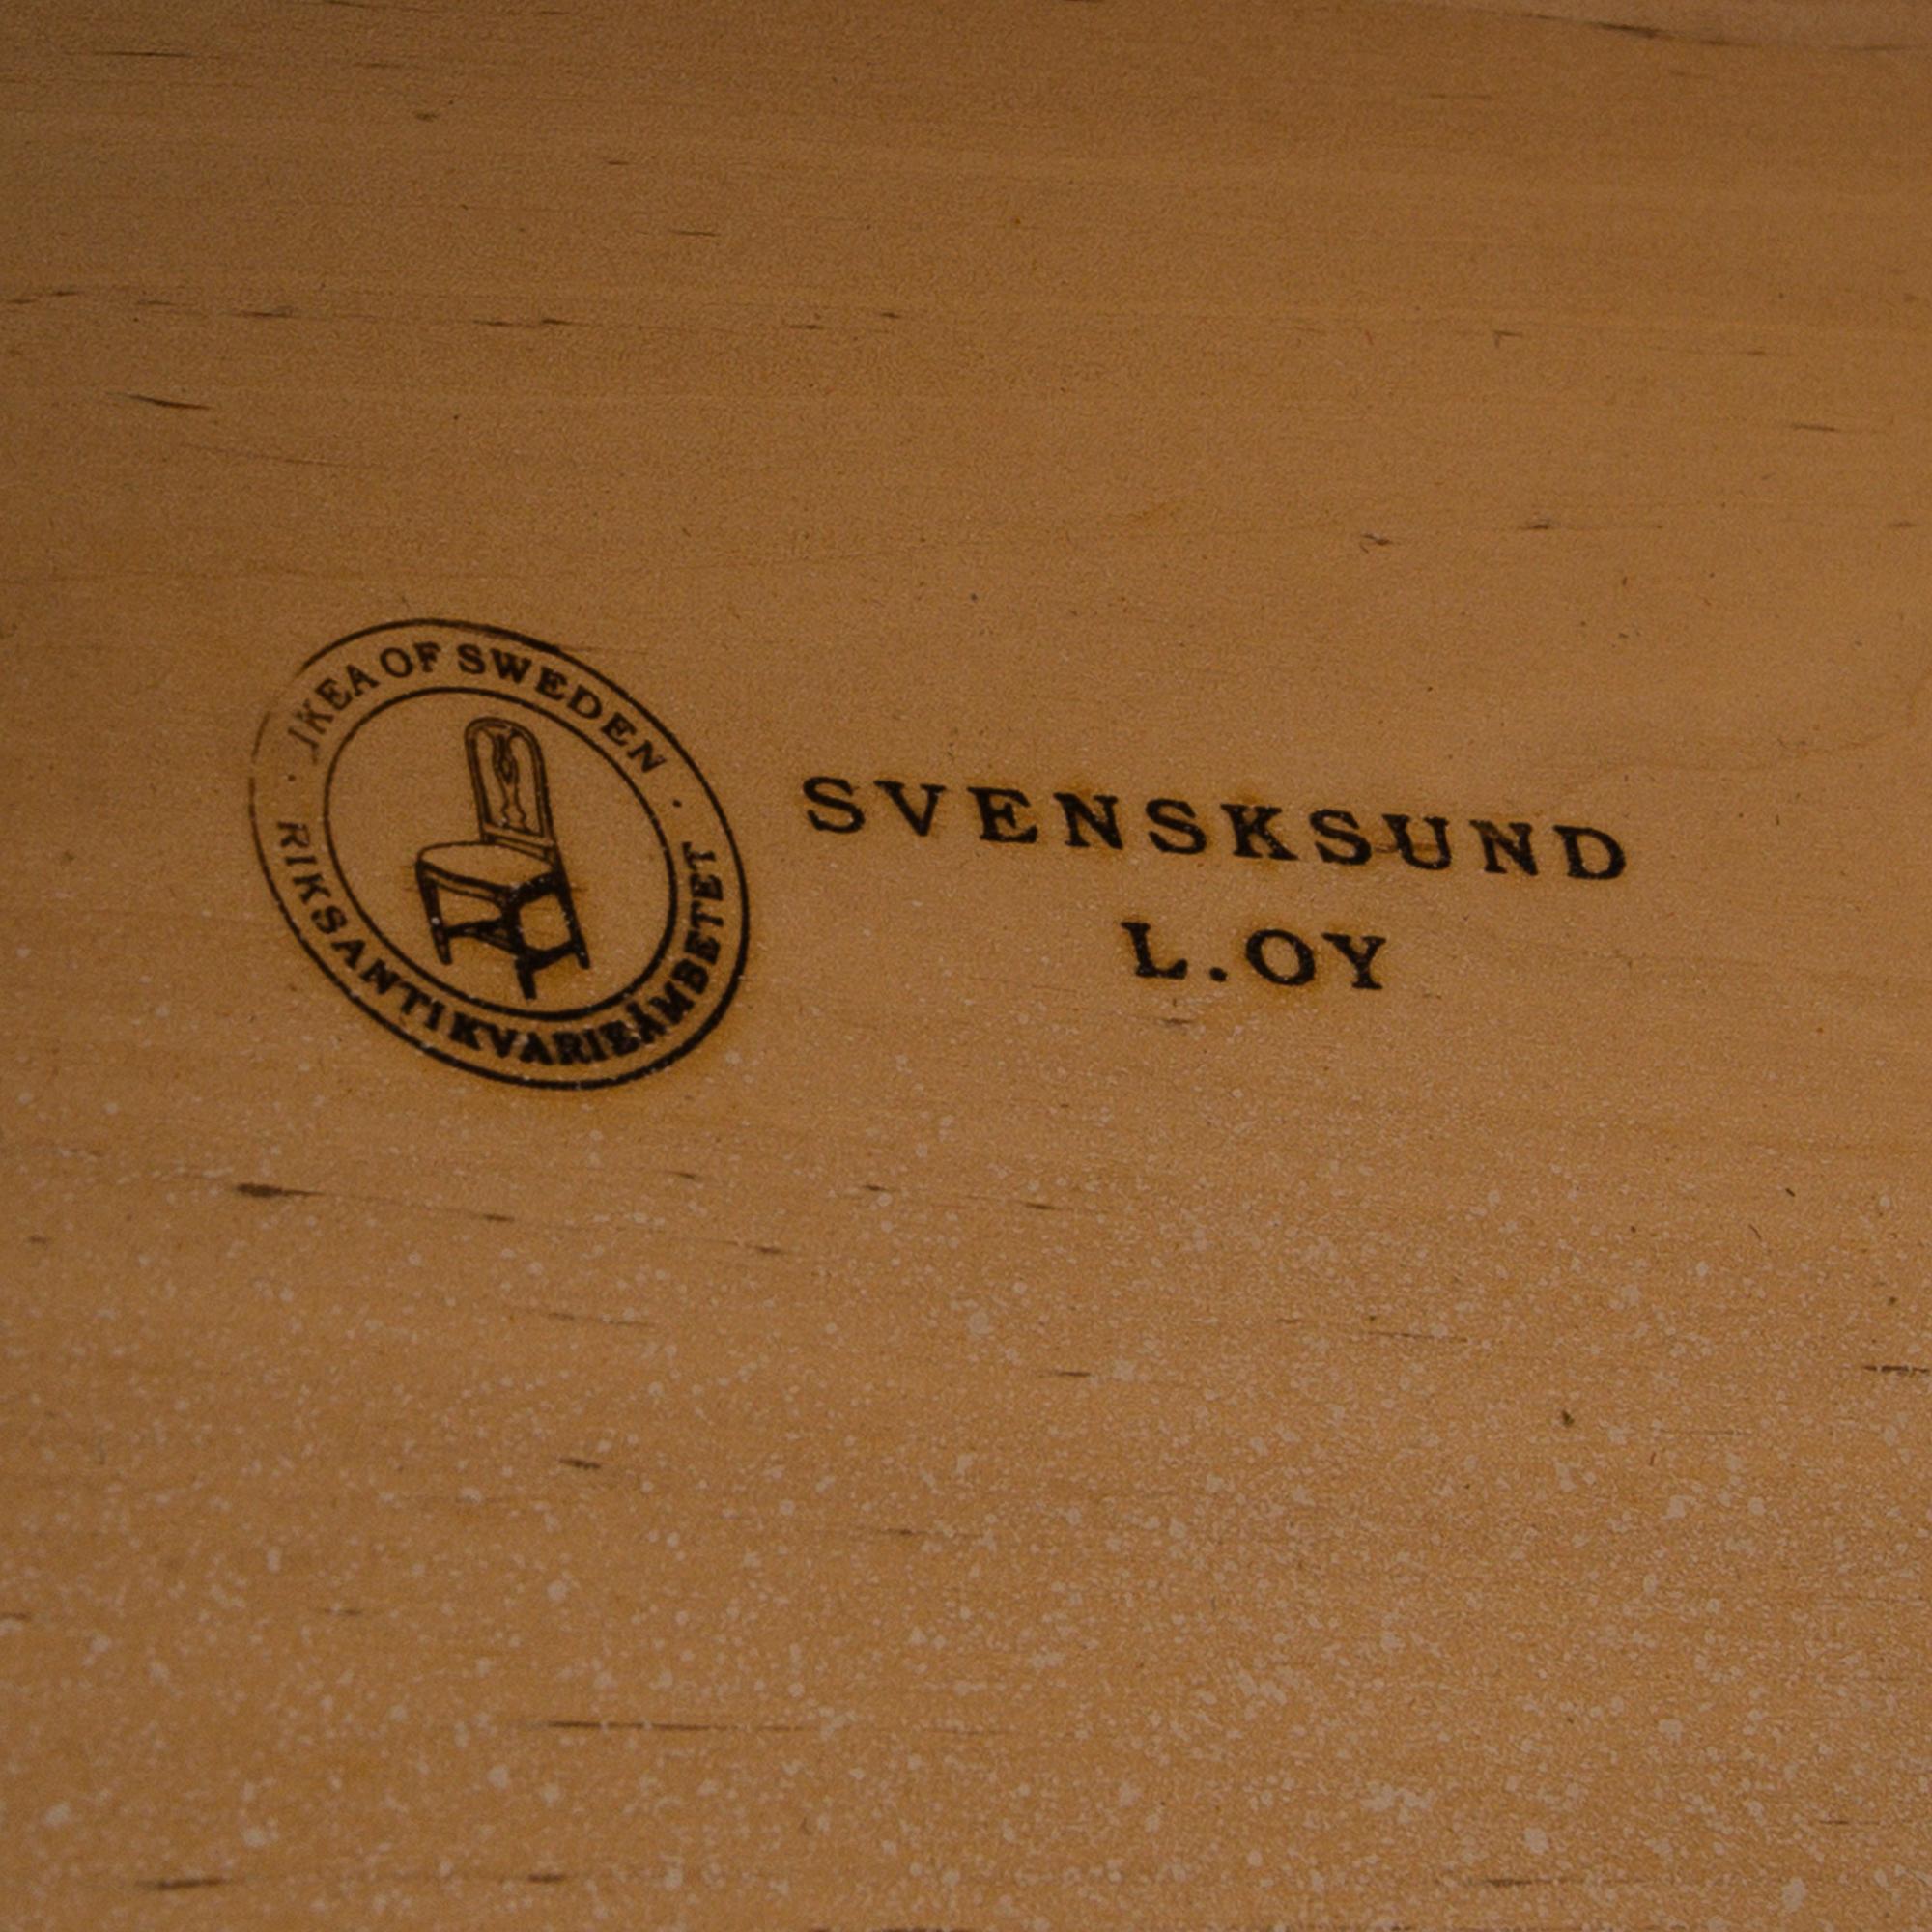 IKEA OF SWEDEN
RIKSANTIKVARIEÄMBETET
SVENSKSUND
L.OY